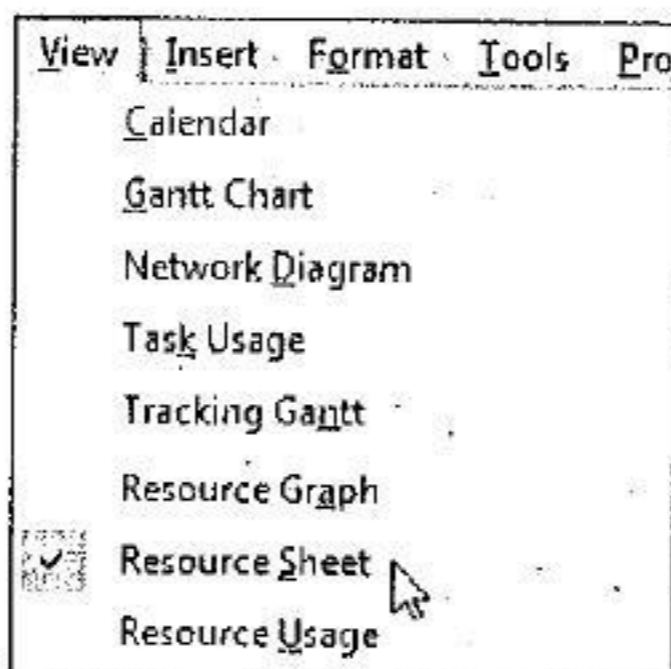 View Insert Format Tools Pro
Calendar
Gantt Chart
Network Diagram
Task Usage
Tracking Gantt
Resource Graph
Resource Sheet
Resource Usage